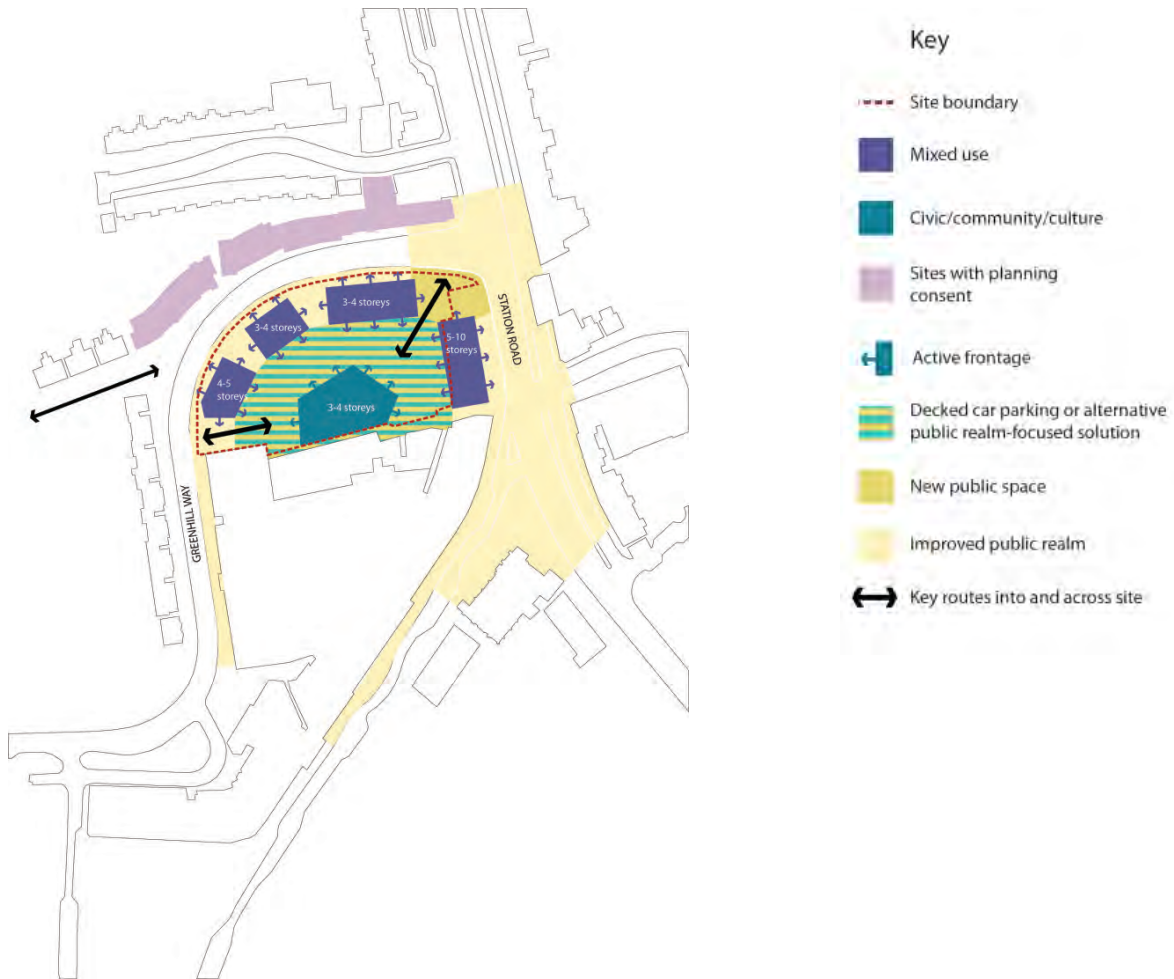 Key
Site boundary
Mixed use
Civic/community/culture
Sites with planning
consent
Active frontage
Decked car parking or alternative
public realm-focused solution
New public space
Improved public realm
Key routes into and across site
3-4 storeys
3-4 storeys
4-5
storeys
5-10
storeys
3-4 storeys
STATION ROAD
GREENHILL WAY